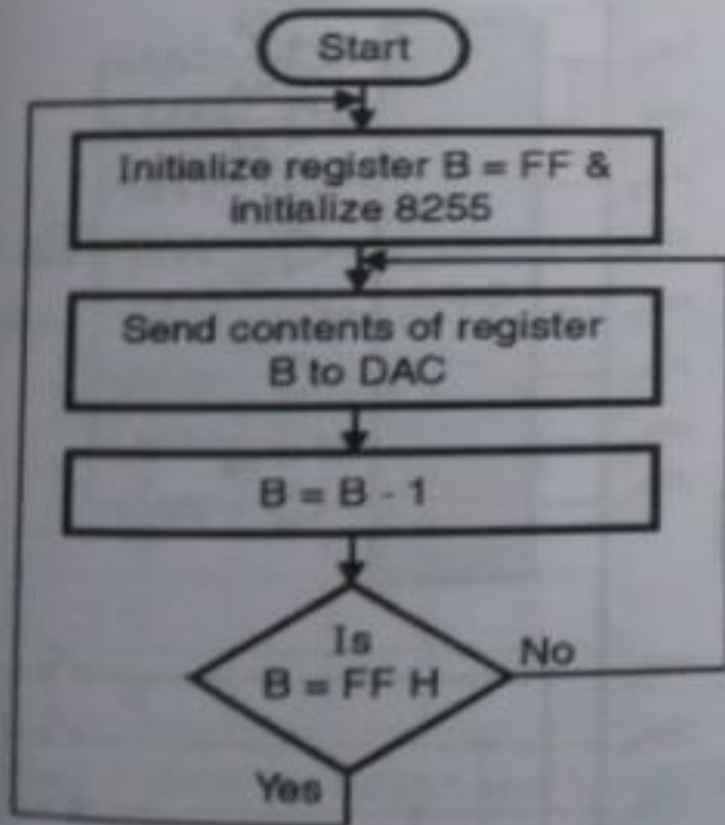 Start
Initialize register B = FF &
initialize 8255
Send contents of register
B to DAC
B = B - 1
Is
B = FF H
No
Yes